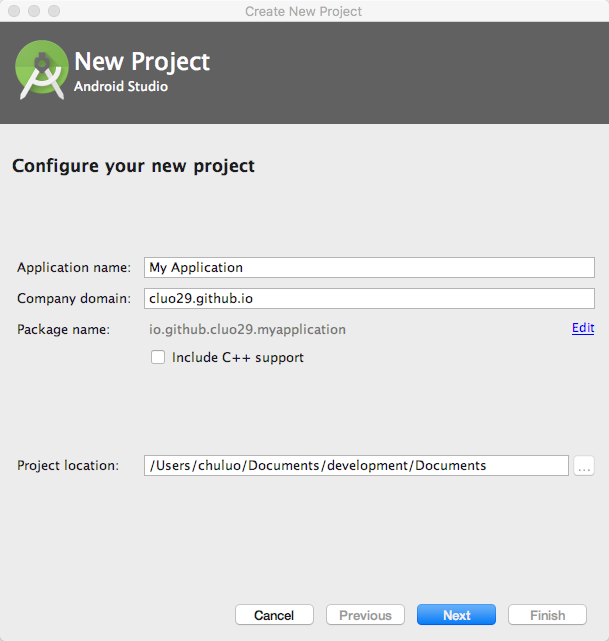 Create New Project
New Project
Android Studio
Configure your new project
Application name: My Application
Company domain: cluo29.github.io
Package name: io.github.cluo29.myapplication Edit
Include C++ support
Project location: /Users/chuluo/Documents/development/Documents ...
Cancel Previous Next Finish